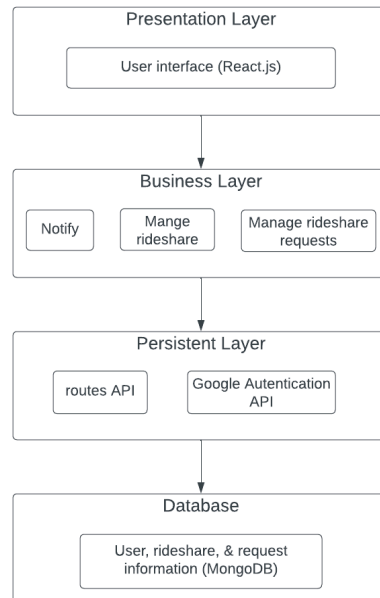 Presentation Layer
User interface (React.js)
Business Layer
Notify
Mange
rideshare
Manage rideshare
requests
Persistent Layer
routes API
Google Autentication
API
Database
User, rideshare, & request
information (MongoDB)